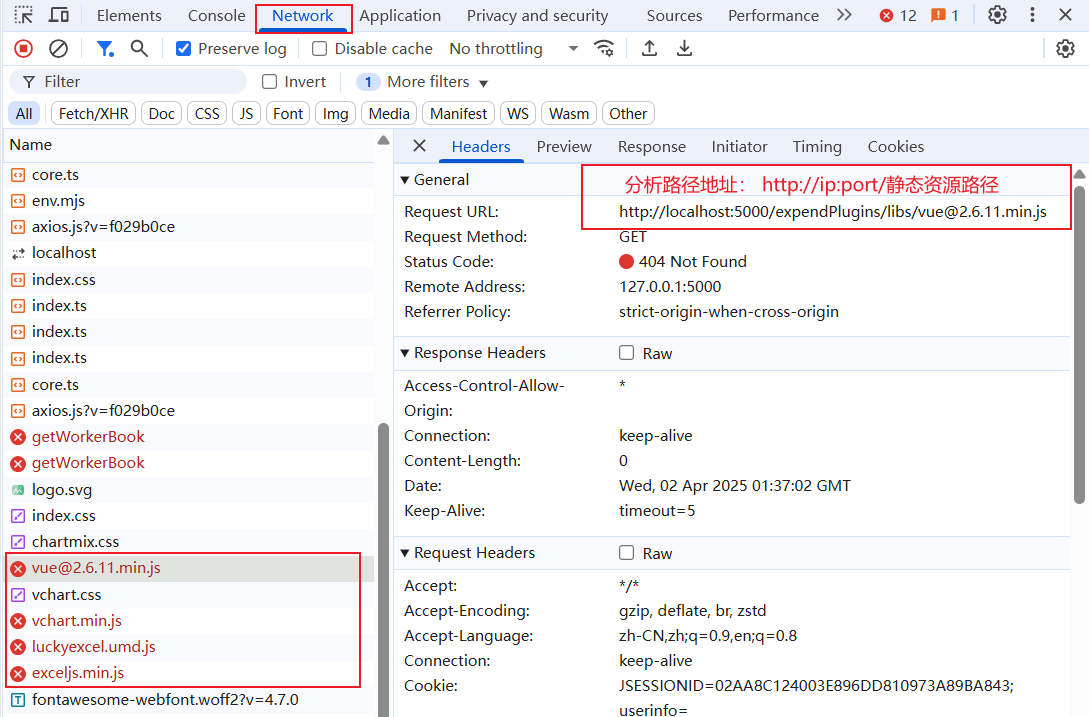 Elements Console Network Application Privacy and security Sources Performance 12 1
Preserve log Disable cache No throttling
Filter Invert 1 More filters
All Fetch/XHR Doc CSS JS Font Img Media Manifest WS Wasm Other
Name
core.ts
env.mjs
axios.js?v=f029b0ce
localhost
index.css
index.ts
index.ts
index.ts
core.ts
axios.js?v=f029b0ce
getWorkerBook
getWorkerBook
logo.svg
index.css
chartmix.css
vue@2.6.11.min.js
vchart.css
vchart.min.js
luckyexcel.umd.js
exceljs.min.js
fontawesome-webfont.woff2?v=4.7.0
Headers Preview Response Initiator Timing Cookies
General
分析路径地址： http://ip:port/静态资源路径
Request URL: http://localhost:5000/expendPlugins/libs/vue@2.6.11.min.js
Request Method: GET
Status Code: 404 Not Found
Remote Address: 127.0.0.1:5000
Referrer Policy: strict-origin-when-cross-origin
Response Headers Raw
Access-Control-Allow- *
Origin:
Connection: keep-alive
Content-Length: 0
Date: Wed, 02 Apr 2025 01:37:02 GMT
Keep-Alive: timeout=5
Request Headers Raw
Accept: */*
Accept-Encoding: gzip, deflate, br, zstd
Accept-Language: zh-CN,zh;q=0.9,en;q=0.8
Connection: keep-alive
Cookie: JSESSIONID=02AA8C124003E896DD810973A89BA843;
userinfo=